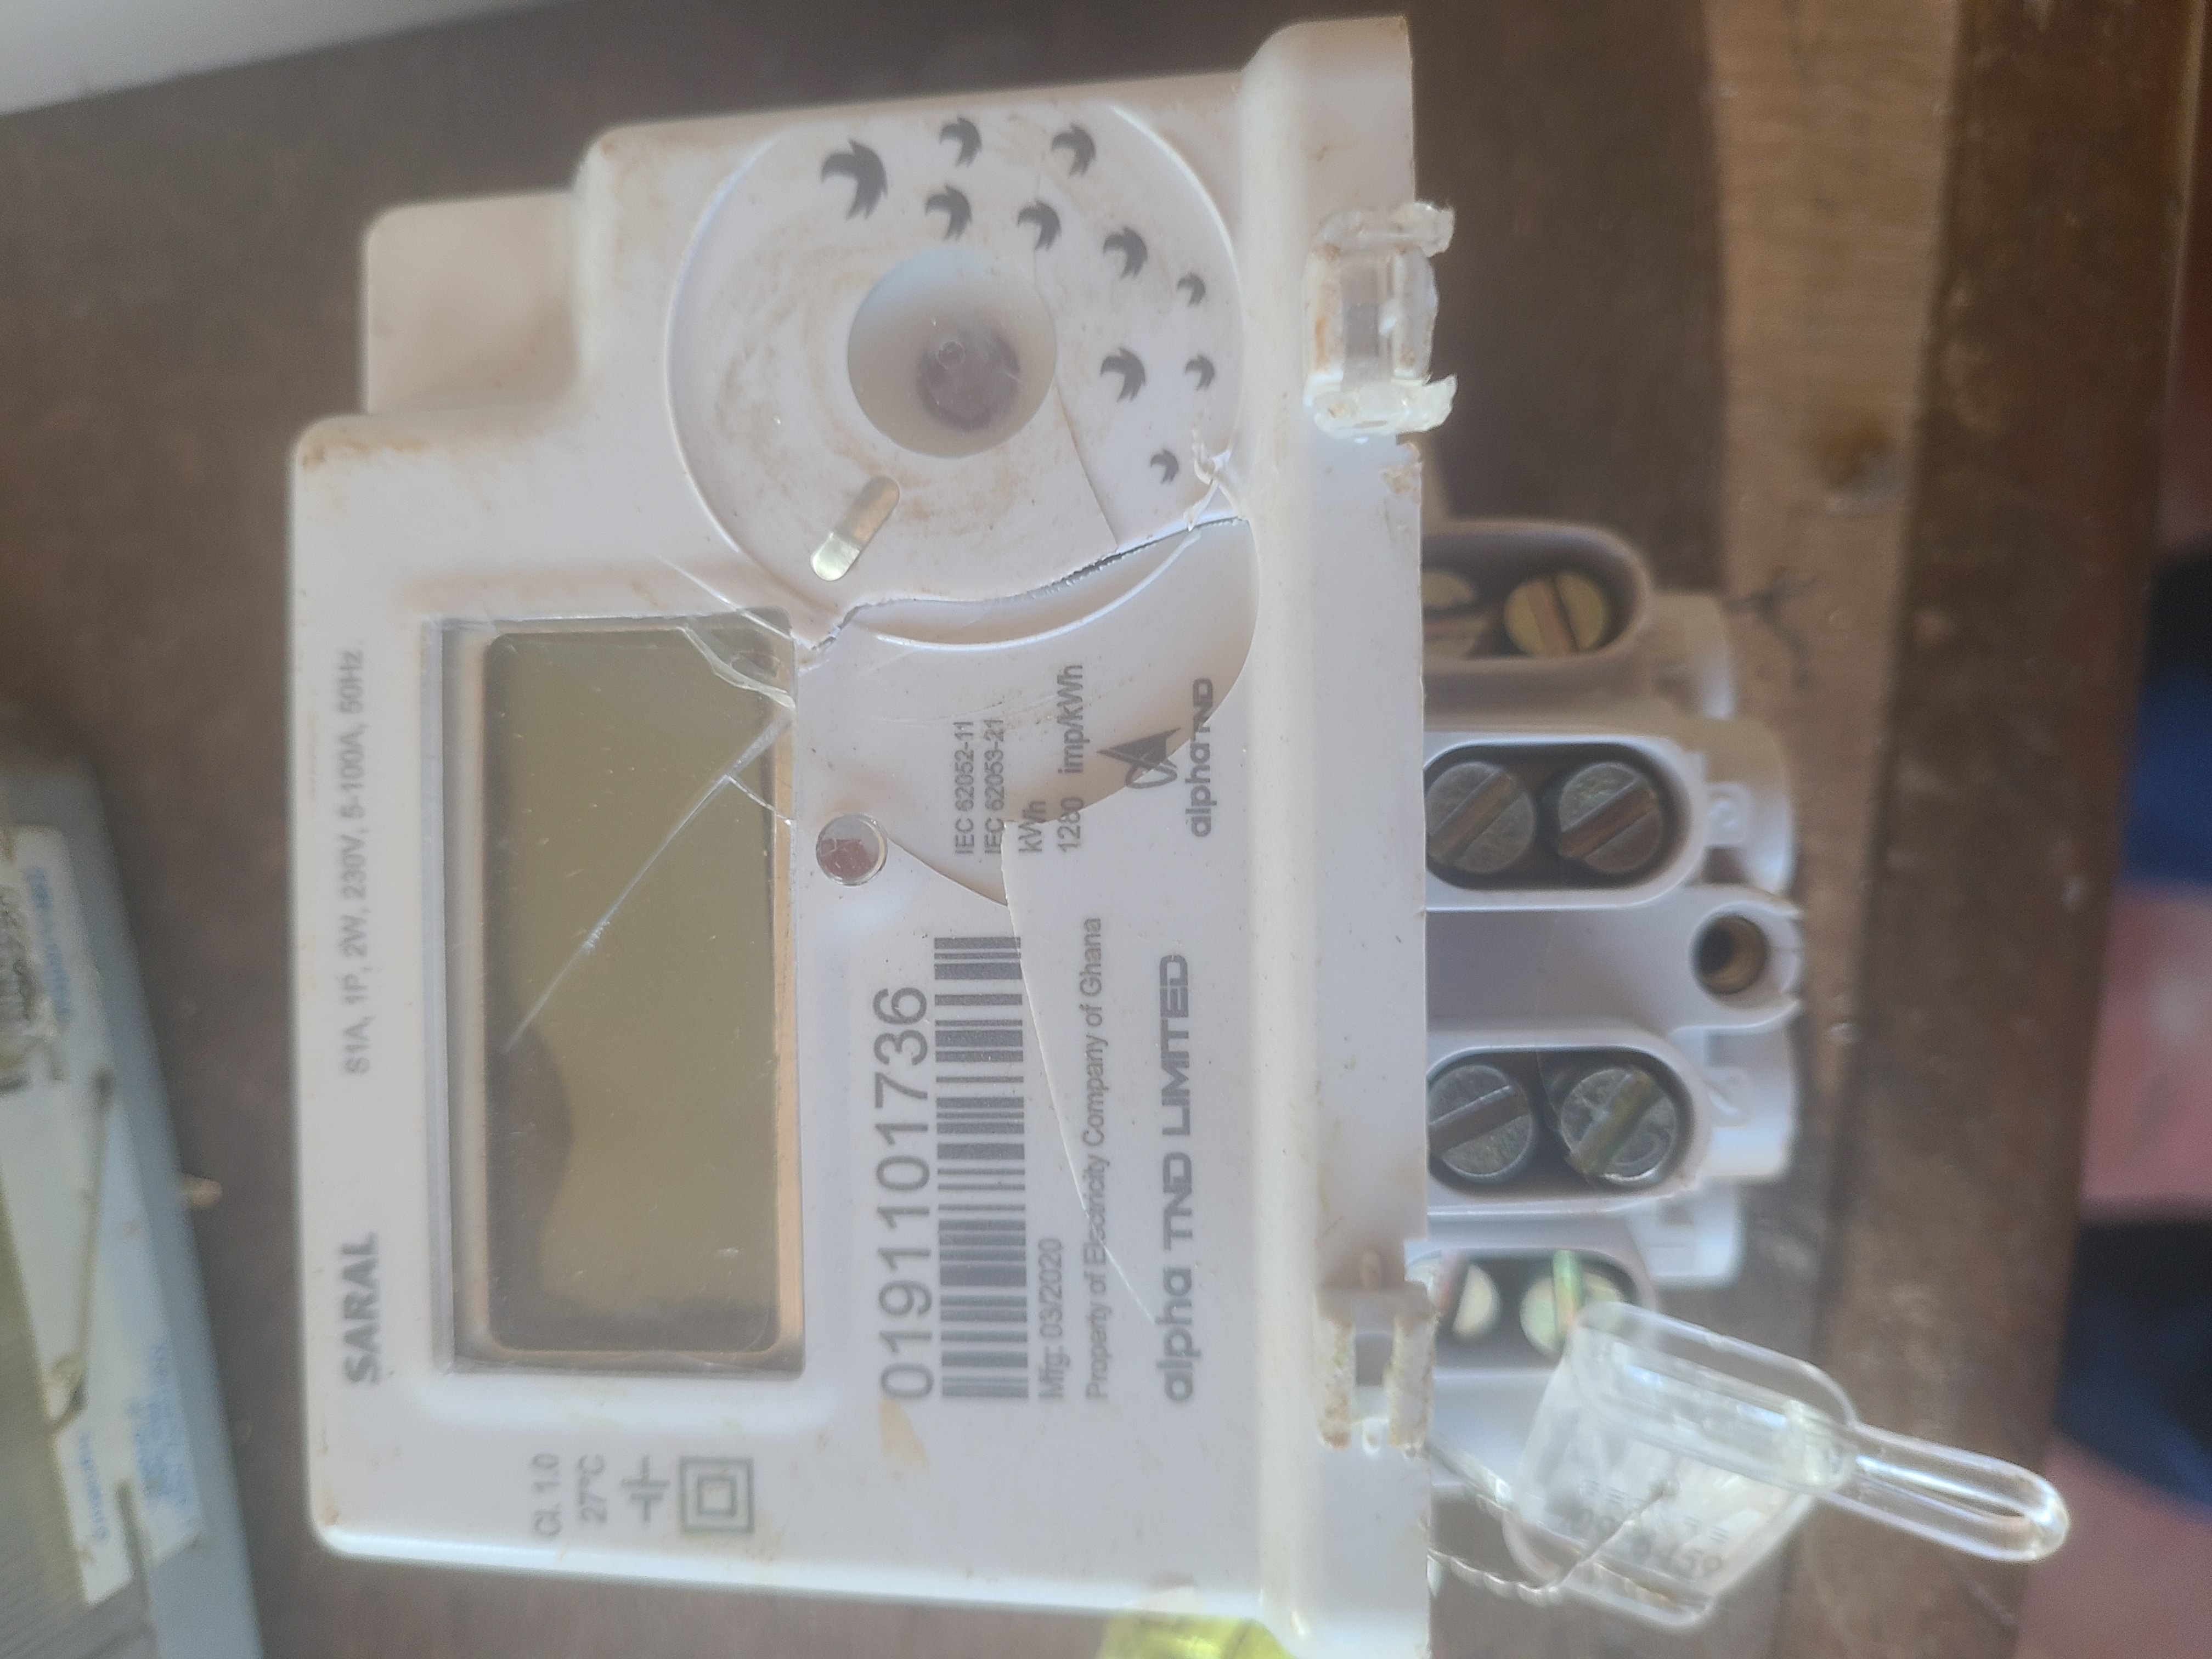 SARAL
S1A, 1P, 2W, 230V, 5-100A, 50Hz
Cl. 1.0
27°C
0191101736
IEC 62052-11
IEC 62053-21
kWh
1280 imp/kWh
Mfg: 03/2020
Property of Electricity Company of Ghana
alpha TND LIMITED
alphaTND